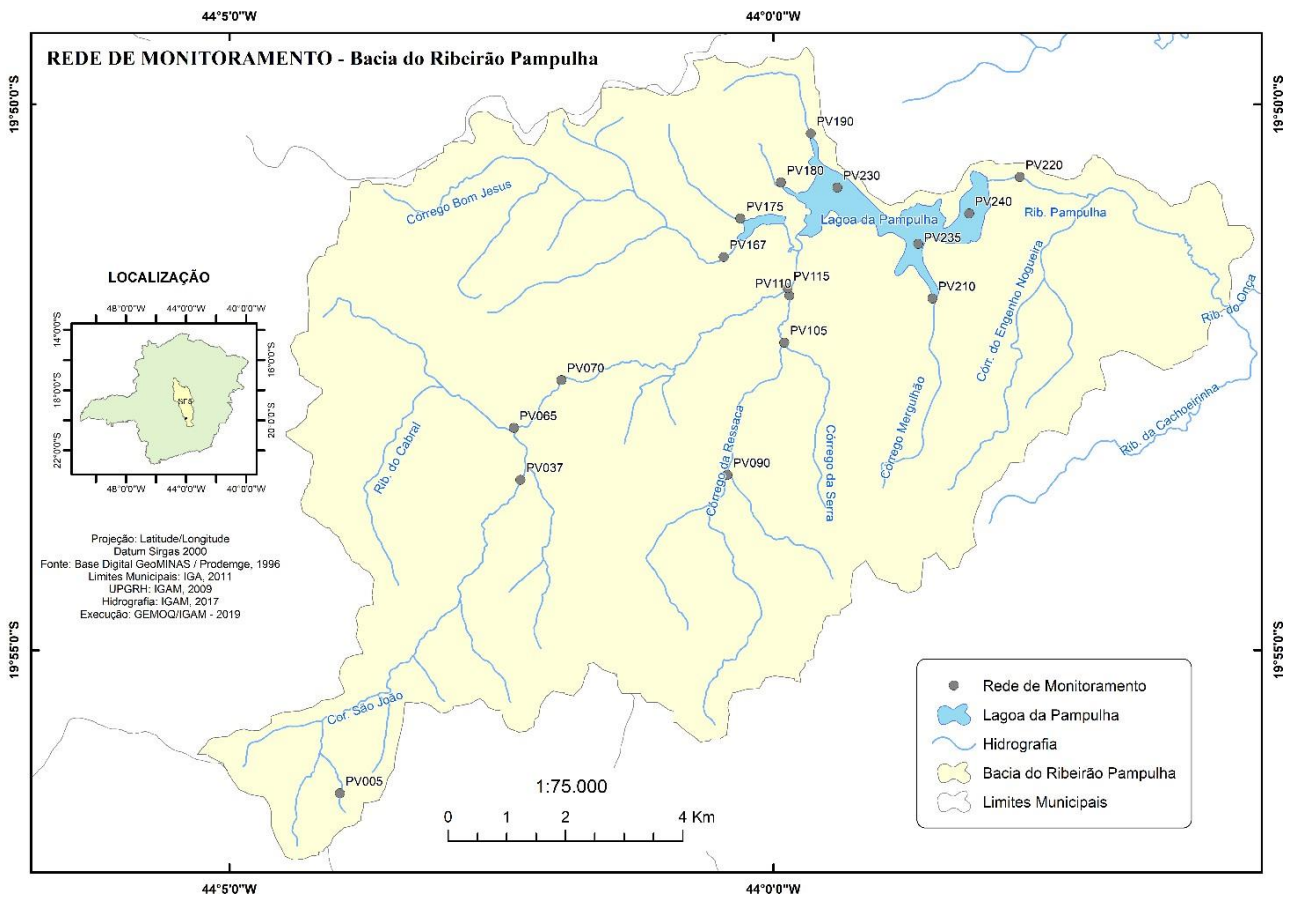 44°5'0"W
44°0'0"W
REDE DE MONITORAMENTO - Bacia do Ribeirão Pampulha
19°50'0"S
19°50'0"S
PV190
PV180
PV230
PV220
Córrego Bom Jesus
PV175
Lagoa da Pampulha
PV240
Rib. Pampulha
PV167
PV235
LOCALIZAÇÃO
PV115
PV110
PV210
Córr. do Engenho Nogueira
Rib. do Onça
48°0'0"W
44°0'0"W
40°0'0"W
14°0'0"S
16°0'0"S
18°0'0"S
20°0'0"S
22°0'0"S
SF5
48°0'0"W
44°0'0"W
40°0'0"W
PV105
PV070
PV065
Rib. do Cabral
PV037
PV090
Córrego da Ressaca
Córrego da Serra
Córrego Mergulhão
Rib. da Cachoeirinha
Projeção: Latitude/Longitude
Datum Sirgas 2000
Fonte: Base Digital GeoMINAS / Prodemge, 1996
Limites Municipais: IGA, 2011
UPGRH: IGAM, 2009
Hidrografia: IGAM, 2017
Execução: GEMOQ/IGAM - 2019
19°55'0"S
19°55'0"S
Cor. São João
PV005
1:75.000
0 1 2 4 Km
Rede de Monitoramento
Lagoa da Pampulha
Hidrografia
Bacia do Ribeirão Pampulha
Limites Municipais
44°5'0"W
44°0'0"W